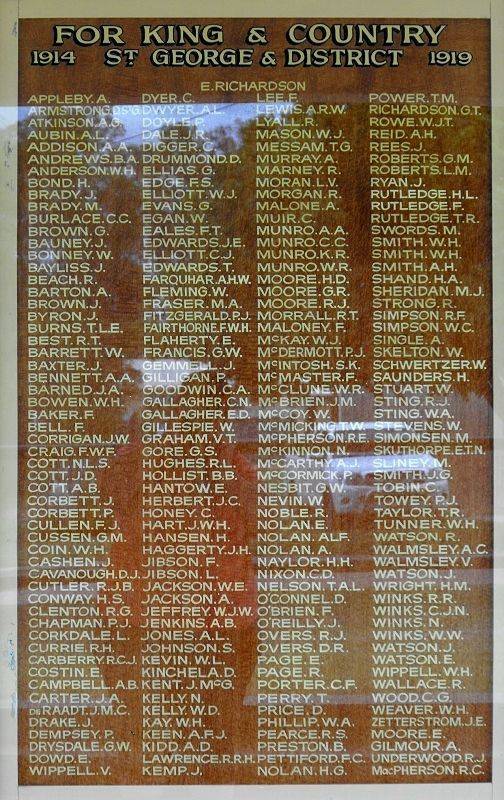 FOR KING & COUNTRY
1914 ST GEORGE & DISTRICT 1919
E. RICHARDSON
APPLEBY. A.
ARMSTRONG. D.S.G.
ATKINSON. A.G.
AUBIN. A.L.
ADDISON. A.A.
ANDREWS. B.A.
ANDERSON. W.H.
BOND. H.
BRADY. J.
BRADY. N.
BURLACE. C.C.
BROWN. G.
BAUNEY. J.
BONNEY. W.
BAYLISS. J.
BEACH. R.
BARTON. A.
BROWN. J.
BYRON. J.
BURNS. T.L.E.
BEST. R.T.
BARRETT. W.
BAXTER. J.
BENNETT. A.A.
BARNED. J.A.
BOWEN. W.H.
BAKER. F.
BELL. F.
CORRIGAN. J.W.
CRAIG. F.W.F.
COTT. N.L.S.
COTT. J.D.
COTT. A.B.
CORBETT. J.
CORBETT. P.
CULLEN. F.J.
CUSSEN. G.M.
COIN. W.H.
CASHEN. J.
CAVANOUGH. D.J.
CUTLER. R.J.B.
CONWAY. H.S.
CLENTON. R.G.
CHAPMAN. P.J.
CORKDALE. L.
CURRIE. R.H.
CARBERRY. R.C.J.
COSTIN. E.
CAMPBELL. A.B.
CARTER. J.A.
DE RAADT. J.M.C.
DRAKE. J.
DEMPSEY. P.
DRYSDALE. G.W.
DOWD. E.
WIPPELL. V.
DYER. C.
DWYER. A.L.
DOYLE. P.
DALE. J.R.
DIGGER. C.
DRUMMOND. D.
ELLIAS. G.
EDGE. F.S.
ELLIOTT. W.J.
EVANS. G.
EGAN. W.
EALES. F.T.
EDWARDS. J.E.
ELLIOTT. C.J.
EDWARDS. T.
FARQUHAR. A.H.W.
FLEMING. W.
FRASER. M.A.
FITZGERALD. P.J.
FAIRTHORNE. F.W.H.
FLAHERTY. E.
FRANCIS. G.W.
GEMMELL. J.
GILLIGAN. P.
GOODWIN. C.A.
GALLAGHER. C.N.
GALLAGHER. E.D.
GILLESPIE. W.
GRAHAM. V.T.
GORE. G.S.
HUGHES. R.L.
HOLLIST. B.B.
HANTO. W.E.
HERBERT. J.C.
HONEY. C.
HART. J.W.H.
HANSEN. H.
HAGGERTY. J.H.
JIBSON. F.
JIBSON. L.
JACKSON. W.E.
JACKSON. A.
JEFFREY. W.J.W.
JENKINS. A.B.
JONES. A.L.
JOHNSON. S.
KEVIN. W.L.
KINCHELA. D.
KENT. J. McG.
KELLY. N.
KELLY. W.D.
KAY. W.H.
KEEN. A.F.J.
KIDD. A.D.
LAWRENCE. R.R.H.
KEMP. J.
LEE. F.
LEWIS. A.R.W.
LYALL. R.
MASON. W.J.
MESSAM. T.G.
MURRAY. A.
MARNEY. R.
MORAN. L.V.
MORGAN. R.
MALONE. A.
MUIR. C.
MUNRO. A.A.
MUNRO. C.C.
MUNRO. K.R.
MUNRO. W.R.
MOORE. H.D.
MOORE. G.R.
MOORE. R.J.
MORRALL. R.T.
MALONEY. F.
McKAY. W.J.
McDERMOTT. P.J.
McINTOSH. S.K.
McMASTER. F.
McCLUNE. W.R.
McBRIEN. J.M.
McCOY. W.
McMICKING. T.W.
McPHERSON. R.E.
McKINNON. N.
McCARTHY. A.J.
McCORMICK. P.
NESBIT. G.W.
NEVIN. W.
NOBLE. R.
NOLAN. E.
NOLAN. ALF.
NOLAN. A.
NAYLOR. H.H.
NIXON. C.D.
NELSON. T.A.L.
O'CONNEL. D.
O'BRIEN. F.
O'REILLY. J.
OVERS. R.J.
OVERS. D.R.
PAGE. E.
PAGE. R.
PORTER. C.F.
PERRY. T.
PRICE. D.
PHILLIP. W.A.
PEARCE. R.S.
PRESTON. B.
PETTIFORD. F.C.
NOLAN. H.G.
POWER. T.M.
RICHARDSON. G.T.
ROWE. W.J.T.
REID. A.H.
REES. J.
ROBERTS. G.M.
ROBERTS. L.M.
RYAN. J.
RUTLEDGE. H.L.
RUTLEDGE. F.
RUTLEDGE. T.R.
SWORDS. M.
SMITH. W.H.
SMITH. W.H.
SMITH. A.H.
SHAND. H.A.
SHERIDAN. M.J.
STRONG. R.
SIMPSON. R.F.
SIMPSON. W.C.
SINGLE. A.
SKELTON. W.
SCHWERTZER. W.
SAUNDERS. H.
STUART. W.H.
STING. R.J.
STING. W.A.
STEVENS. W.
SIMONSEN. M.
SKUTHORPE. E.T.N.
SLINEY. M.
SMITH. J.G.
TOBIN. C.
TOWEY. P.J.
TAYLOR. T.R.
TUNNER. W.H.
WATSON. R.
WALMSLEY. A.C.
WALMSLEY. V.
WATSON. J.
WRIGHT. H.M.
WINKS. R.R.
WINKS. C.J.N.
WINKS. N.
WINKS. W.W.
WATSON. J.
WATSON. E.
WIPPELL. W.H.
WALLACE. R.
WOOD. C.G.
WEAVER. W.H.
ZETTERSTROM. J.E.
MOORE. E.
GILMOUR. A.
UNDERWOOD. R.J.
MacPHERSON. R.C.